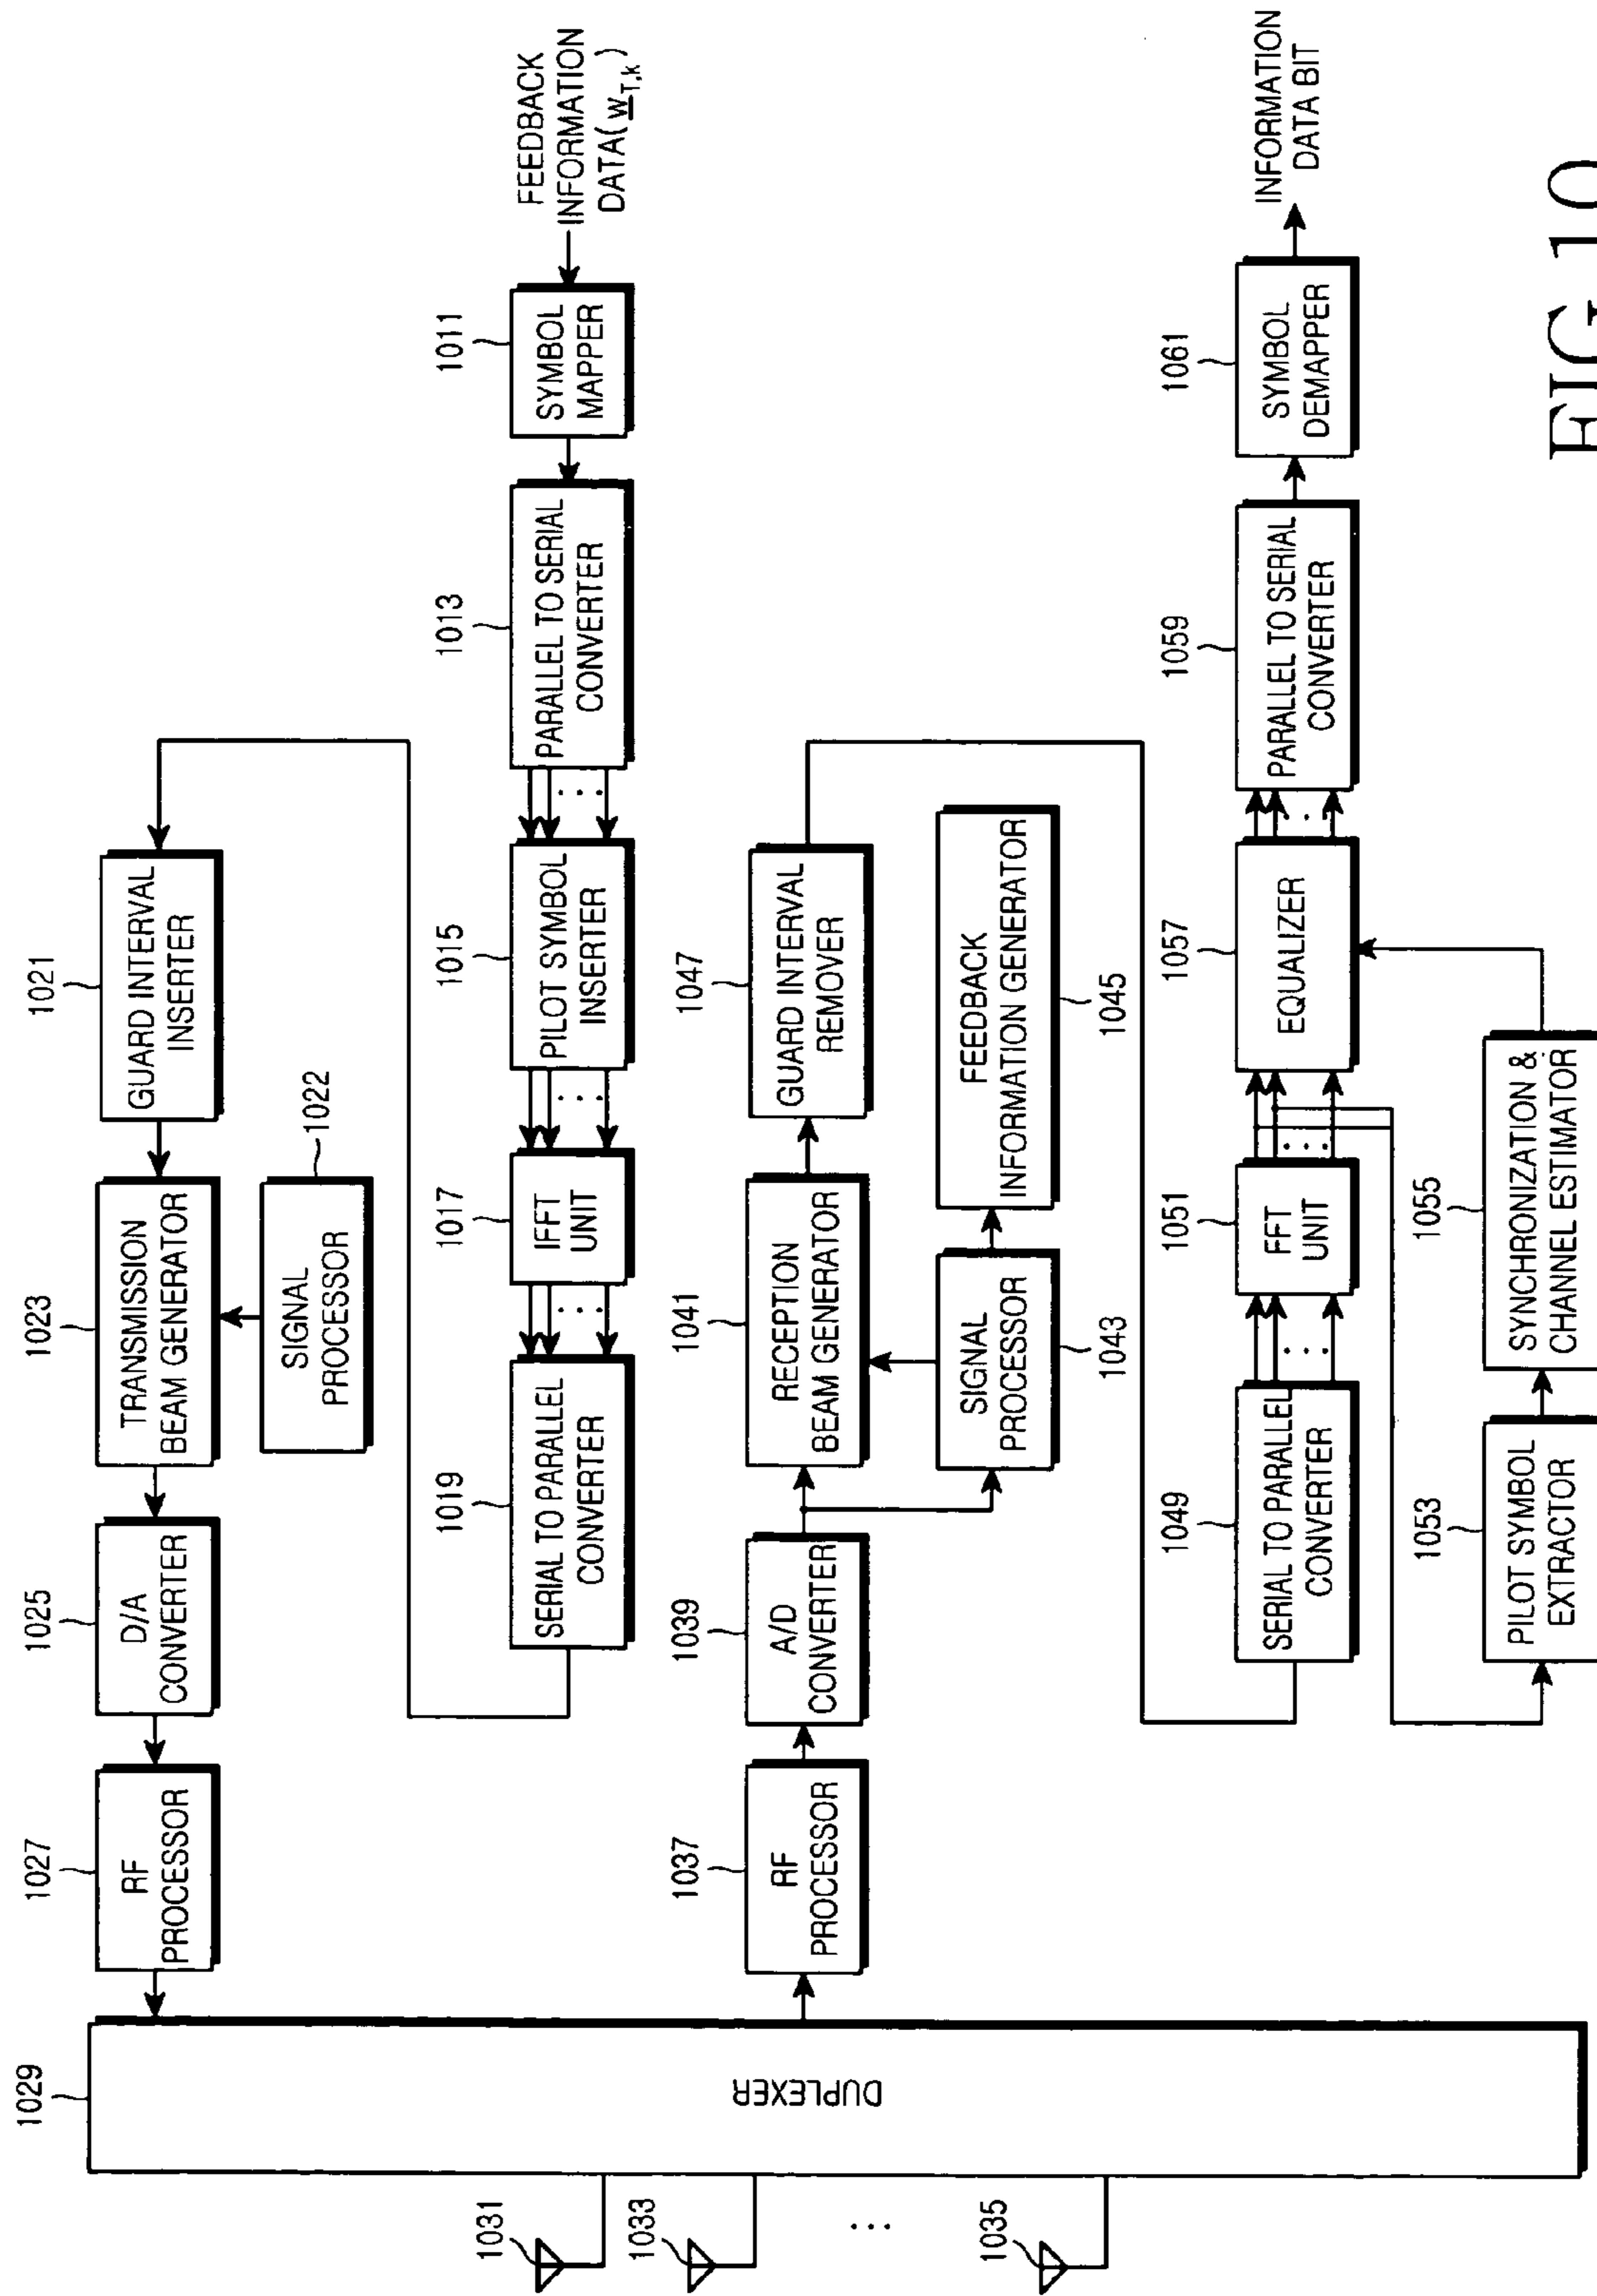 1029
DUPLEXER
1031
1033
...
1035
1027
RF
PROCESSOR
1025
D/A
CONVERTER
1023
TRANSMISSION
BEAM GENERATOR
1022
SIGNAL
PROCESSOR
1021
GUARD INTERVAL
INSERTER
1019
SERIAL TO PARALLEL
CONVERTER
...
1017
IFFT
UNIT
...
1015
PILOT SYMBOL
INSERTER
...
1013
PARALLEL TO SERIAL
CONVERTER
1011
SYMBOL
MAPPER
FEEDBACK
INFORMATION
DATA(w_T,k)
1037
RF
PROCESSOR
1039
A/D
CONVERTER
1041
RECEPTION
BEAM GENERATOR
SIGNAL
PROCESSOR
1043
1047
GUARD INTERVAL
REMOVER
FEEDBACK
INFORMATION GENERATOR
1045
1049
SERIAL TO PARALLEL
CONVERTER
...
1051
FFT
UNIT
...
1057
EQUALIZER
...
1059
PARALLEL TO SERIAL
CONVERTER
1061
SYMBOL
DEMAPPER
INFORMATION
DATA BIT
1053
PILOT SYMBOL
EXTRACTOR
1055
SYNCHRONIZATION &
CHANNEL ESTIMATOR
FIG.10